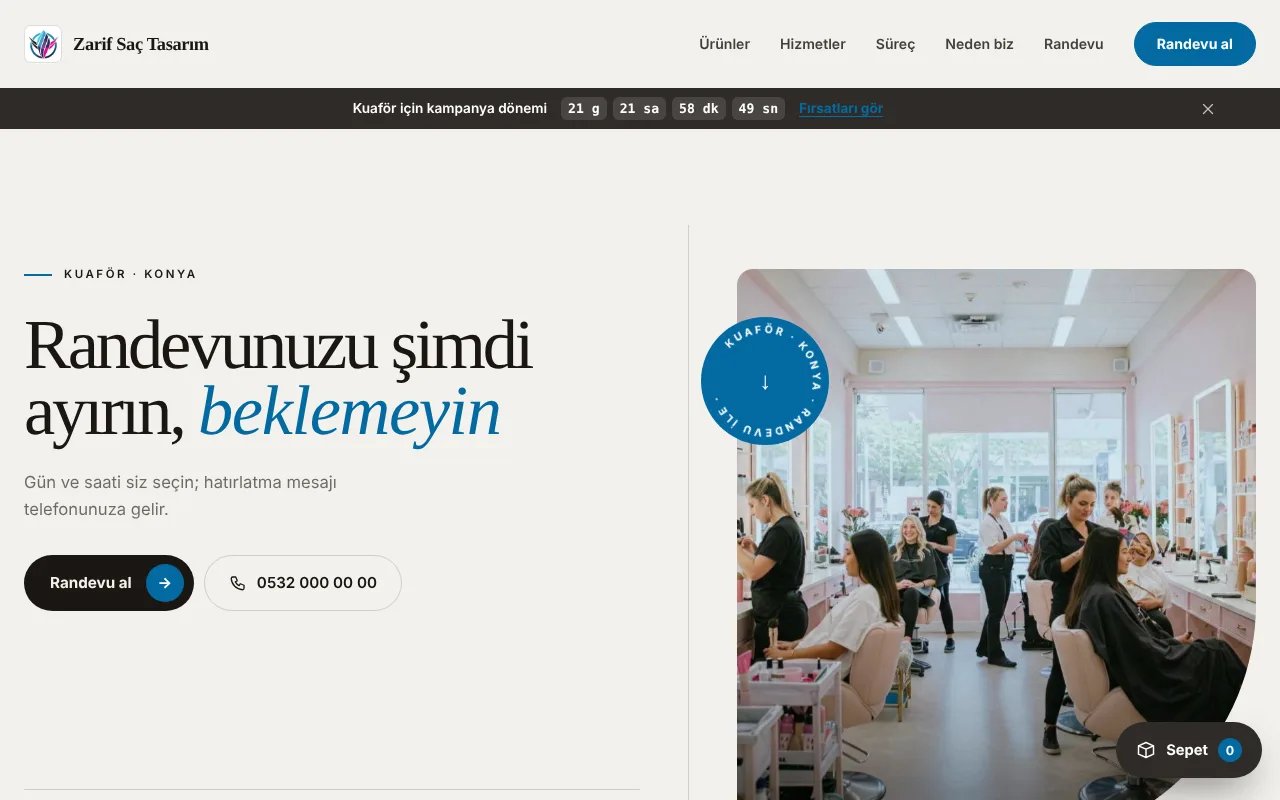 Zarif Saç Tasarım
Ürünler
Hizmetler
Süreç
Neden biz
Randevu
Randevu al
Kuaför için kampanya dönemi
21 g
21 sa
58 dk
49 sn
Fırsatları gör
KUAFÖR · KONYA
Randevunuzu şimdi
ayırın, beklemeyin
Gün ve saati siz seçin; hatırlatma mesajı
telefonunuza gelir.
Randevu al
0532 000 00 00
KUAFÖR · KONYA · RANDEVU İLE ·
Sepet 0